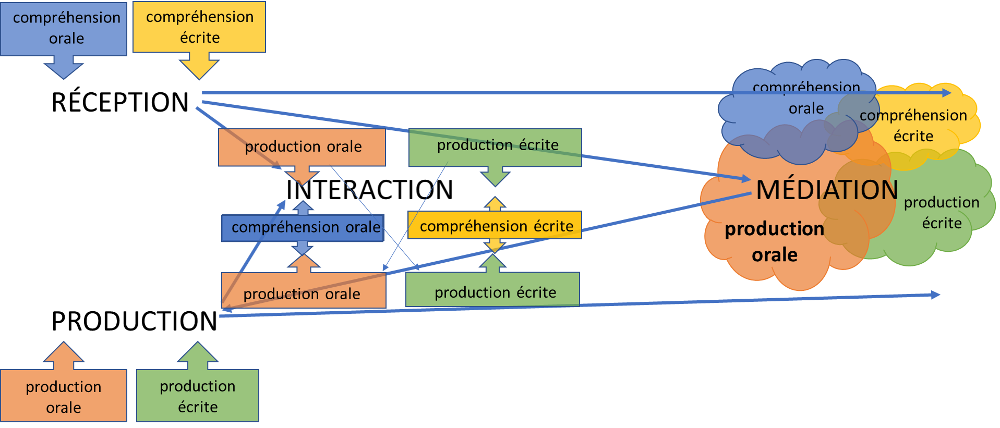 compréhension
orale
compréhension
écrite
RÉCEPTION
compréhension
orale
compréhension
écrite
production orale
production écrite
INTERACTION
MÉDIATION
compréhension orale
compréhension écrite
production
écrite
production
orale
production orale
production écrite
PRODUCTION
production
orale
production
écrite